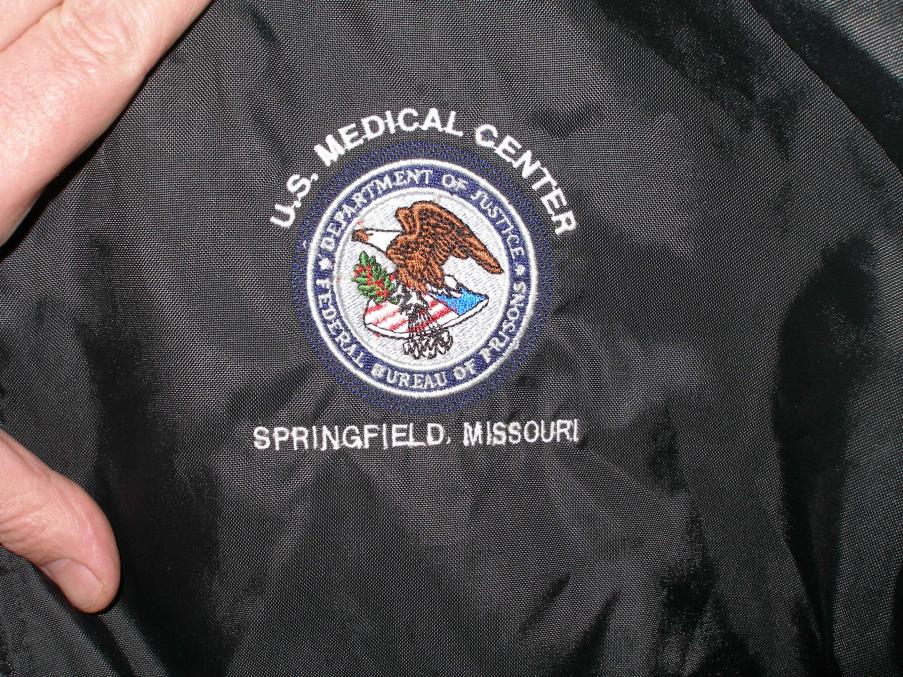 U.S. MEDICAL CENTER
DEPARTMENT OF JUSTICE
FEDERAL BUREAU OF PRISONS
SPRINGFIELD, MISSOURI